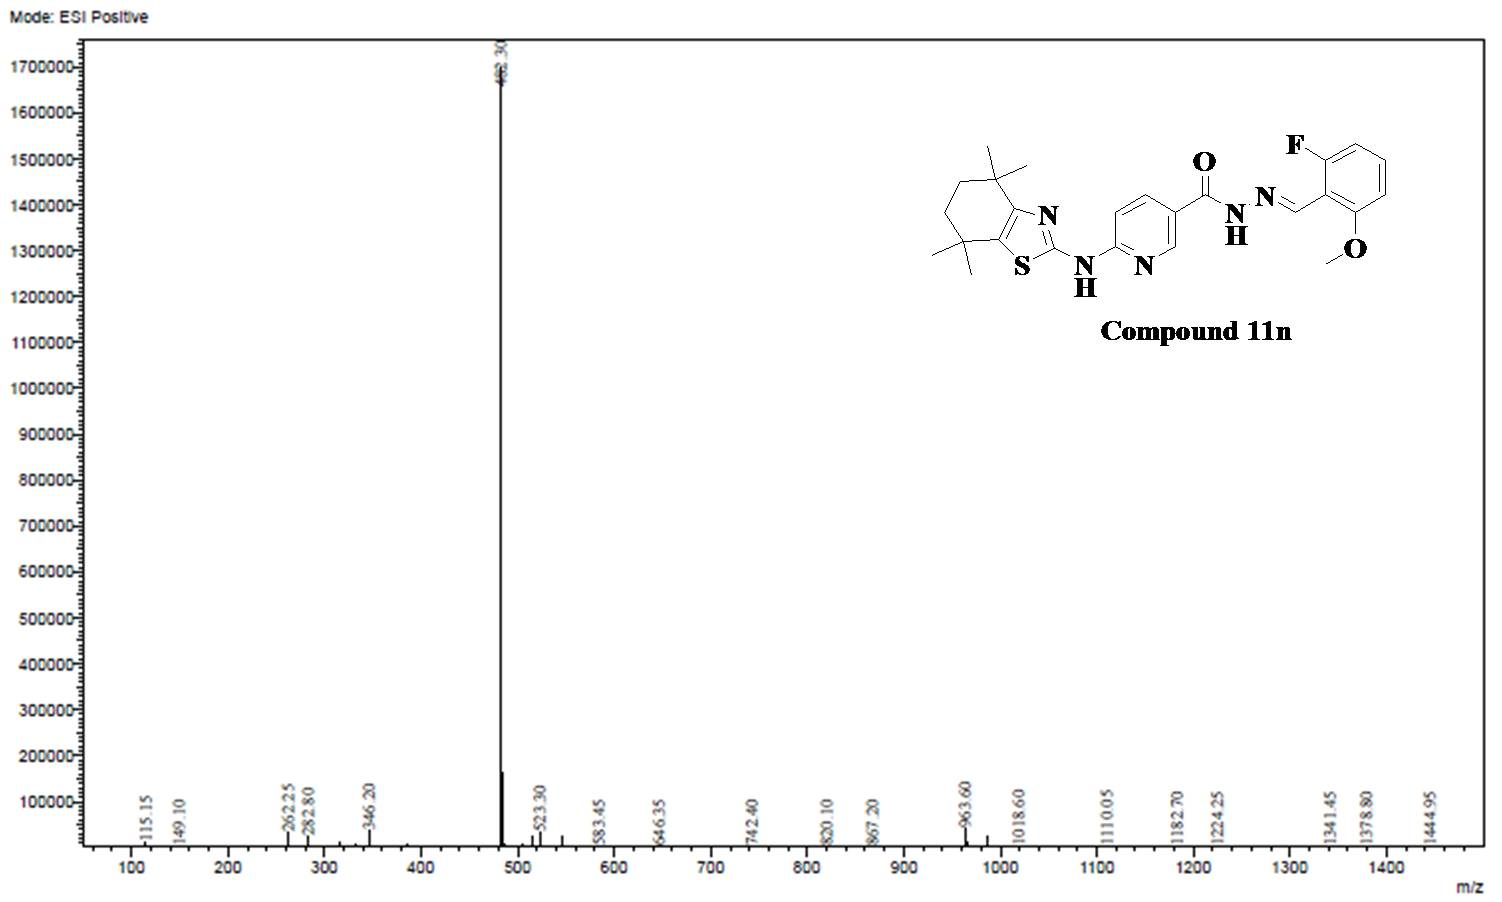 Mode: ESI Positive
1700000
1600000
1500000
1400000
1300000
1200000
1100000
1000000
900000
800000
700000
600000
500000
400000
300000
200000
100000
482.30
F
O
N
N
N
H
O
S
N
H
N
Compound 11n
115.15
149.10
262.25
282.80
346.20
523.30
583.45
646.35
742.40
820.10
867.20
963.60
1018.60
1110.05
1182.70
1224.25
1341.45
1378.80
1444.95
100 200 300 400 500 600 700 800 900 1000 1100 1200 1300 1400
m/z